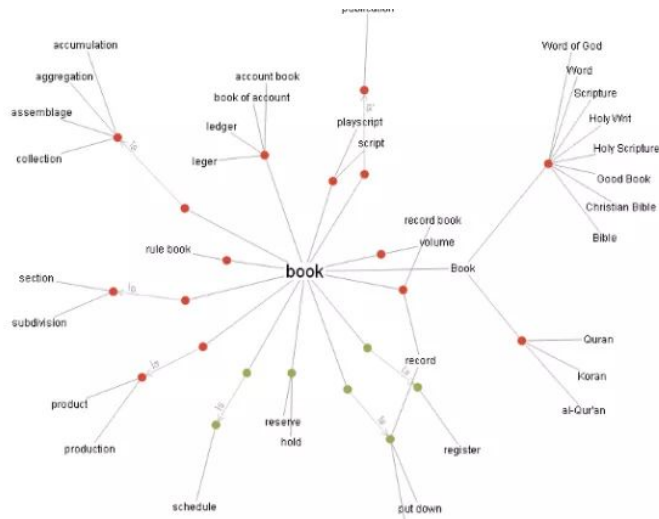 publication
accumulation
Word of God
Word
aggregation
account book
Scripture
book of account
assemblage
playscript
Holy Writ
ledger
script
Holy Scripture
collection
leger
Good Book
Christian Bible
record book
Bible
rule book
volume
book
Book
section
subdivision
Quran
record
Koran
product
al-Qur'an
reserve
production
hold
register
schedule
put down